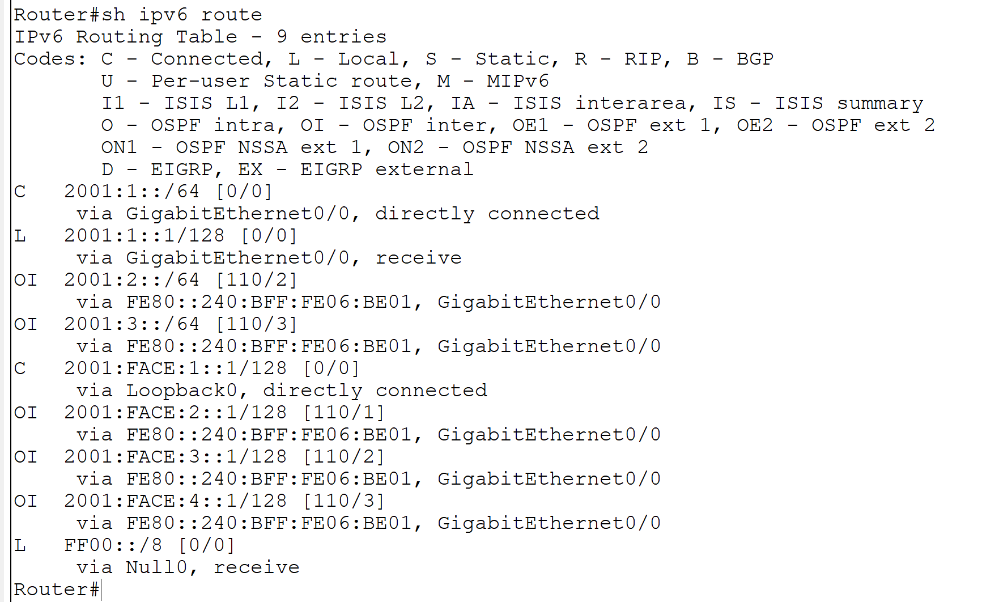 Router#sh ipv6 route
IPv6 Routing Table - 9 entries
Codes: C - Connected, L - Local, S - Static, R - RIP, B - BGP
       U - Per-user Static route, M - MIPv6
       I1 - ISIS L1, I2 - ISIS L2, IA - ISIS interarea, IS - ISIS summary
       O - OSPF intra, OI - OSPF inter, OE1 - OSPF ext 1, OE2 - OSPF ext 2
       ON1 - OSPF NSSA ext 1, ON2 - OSPF NSSA ext 2
       D - EIGRP, EX - EIGRP external
C   2001:1::/64 [0/0]
     via GigabitEthernet0/0, directly connected
L   2001:1::1/128 [0/0]
     via GigabitEthernet0/0, receive
OI  2001:2::/64 [110/2]
     via FE80::240:BFF:FE06:BE01, GigabitEthernet0/0
OI  2001:3::/64 [110/3]
     via FE80::240:BFF:FE06:BE01, GigabitEthernet0/0
C   2001:FACE:1::1/128 [0/0]
     via Loopback0, directly connected
OI  2001:FACE:2::1/128 [110/1]
     via FE80::240:BFF:FE06:BE01, GigabitEthernet0/0
OI  2001:FACE:3::1/128 [110/2]
     via FE80::240:BFF:FE06:BE01, GigabitEthernet0/0
OI  2001:FACE:4::1/128 [110/3]
     via FE80::240:BFF:FE06:BE01, GigabitEthernet0/0
L   FF00::/8 [0/0]
     via Null0, receive
Router#